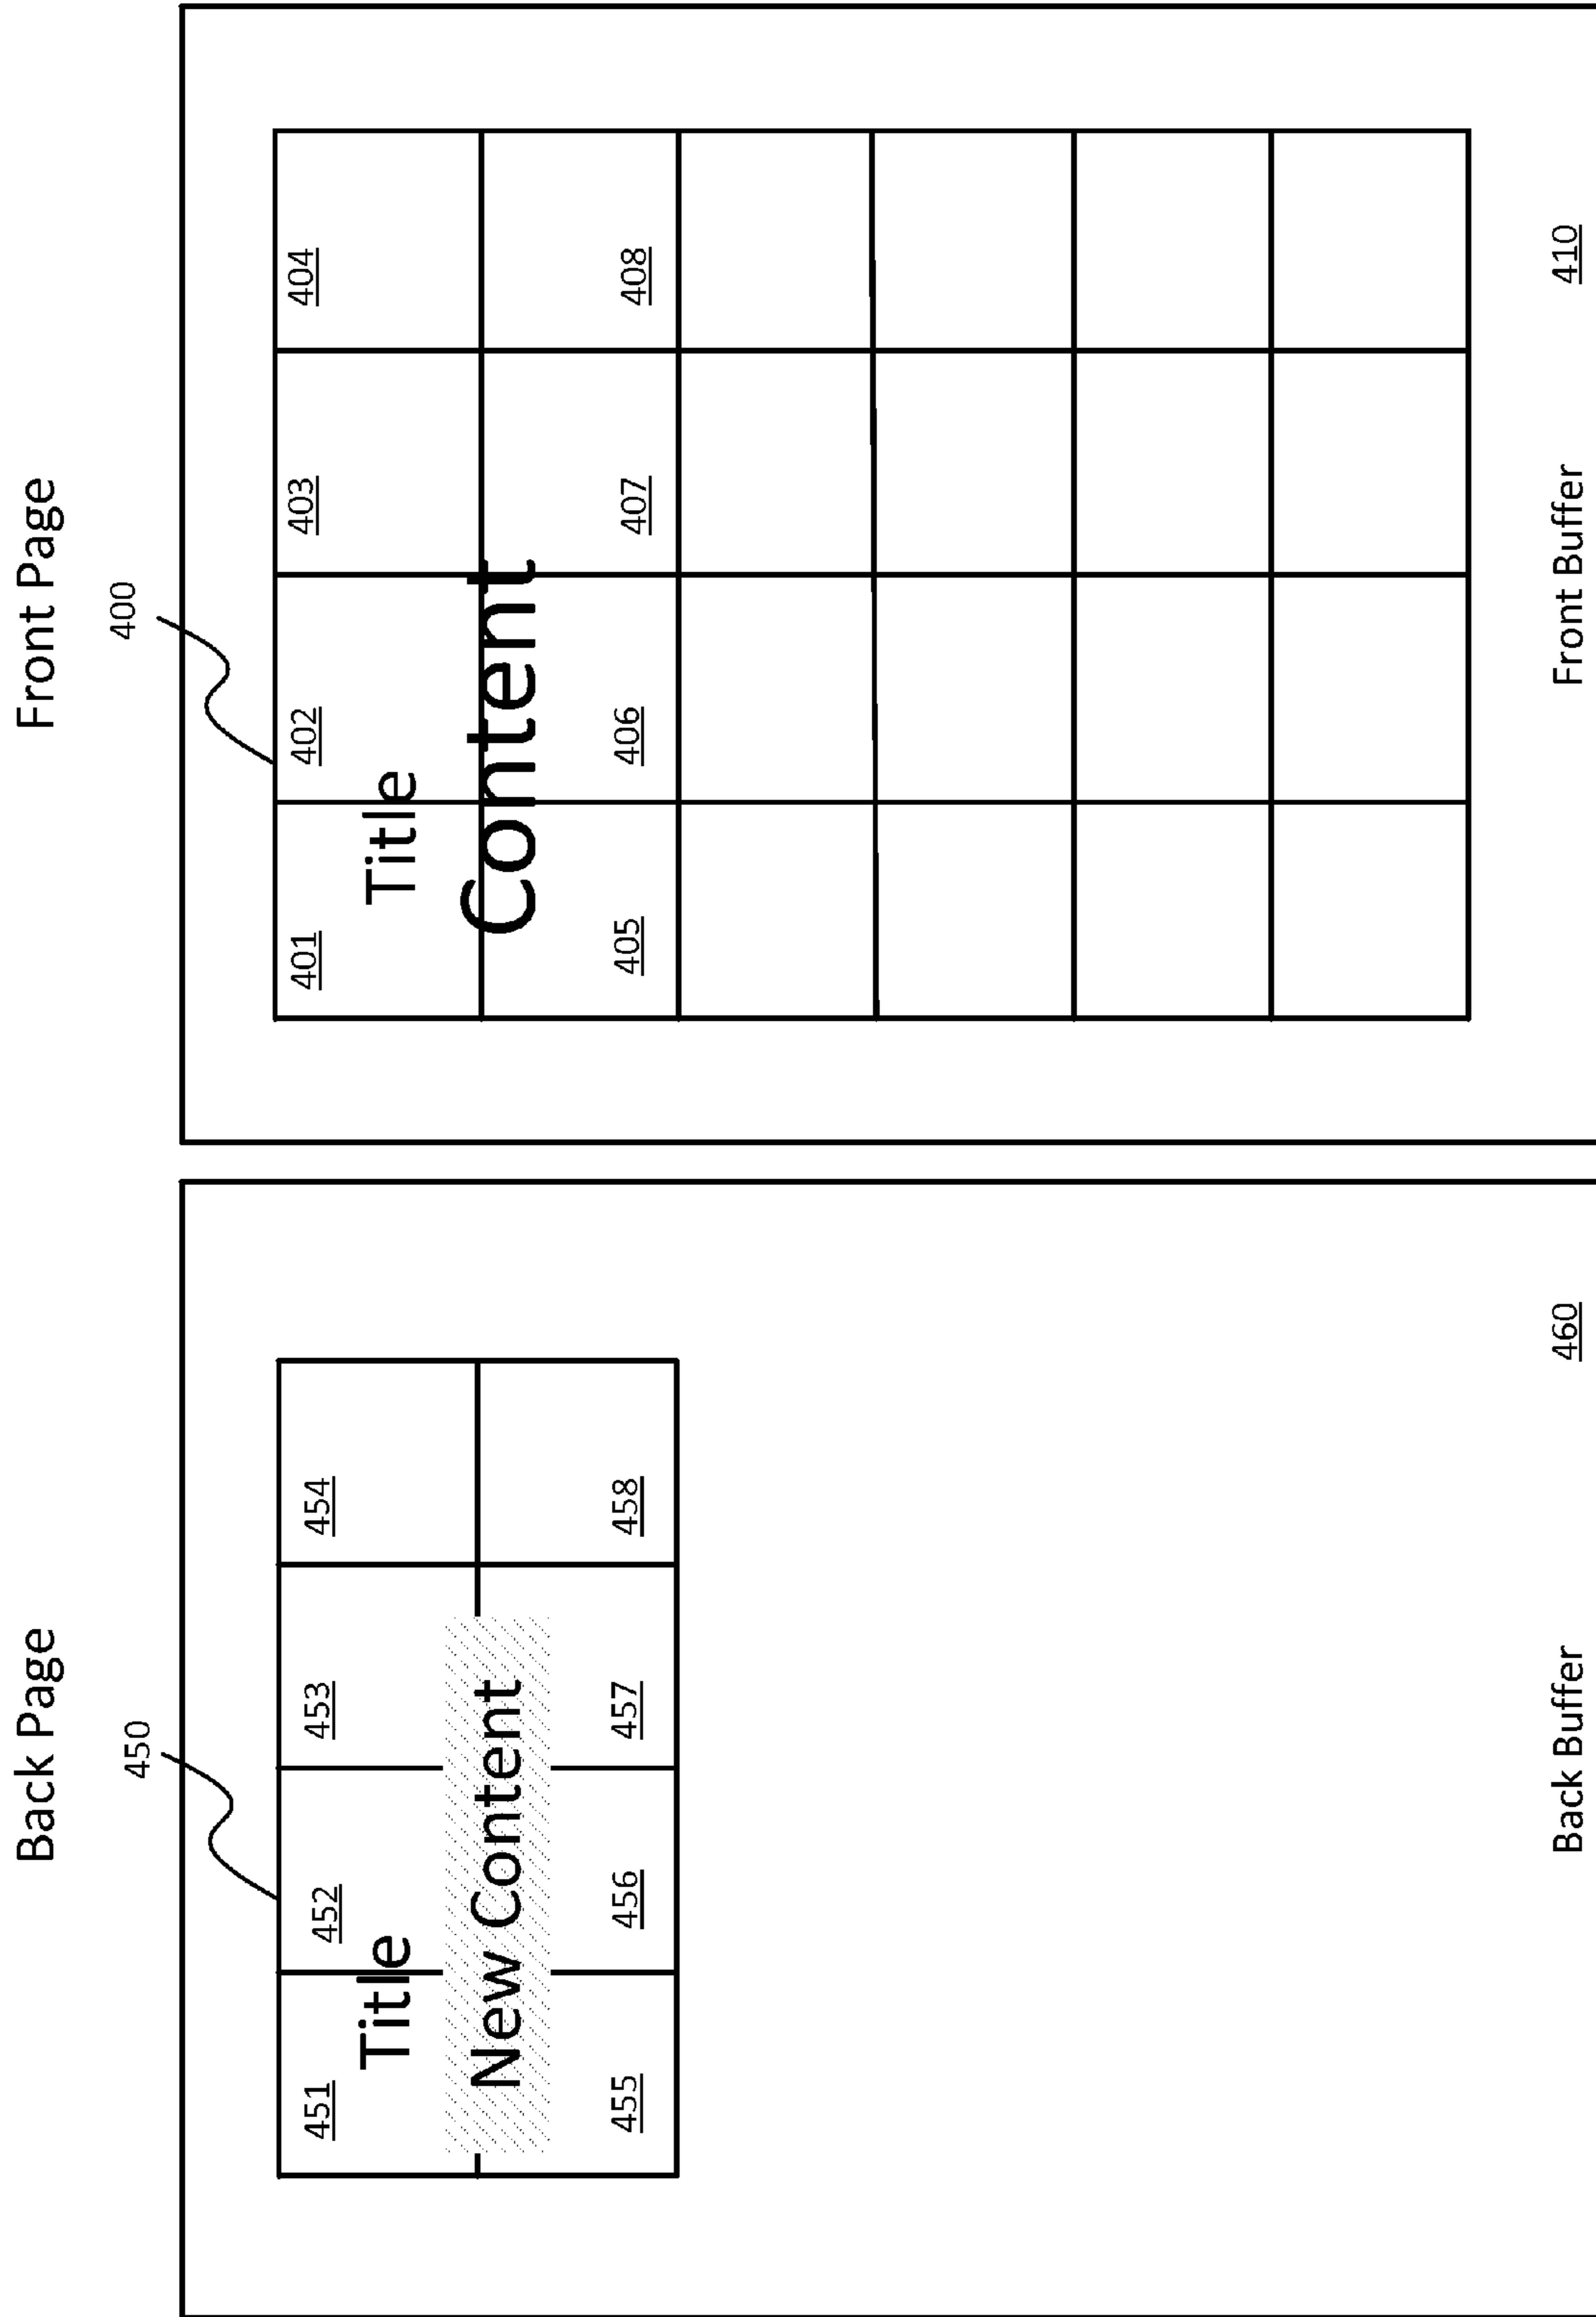 Back Page
450
451
452
453
454
Title
New Content
455
456
457
458
Back Buffer
460
Front Page
400
401
402
403
404
Title
Content
405
406
407
408
Front Buffer
410